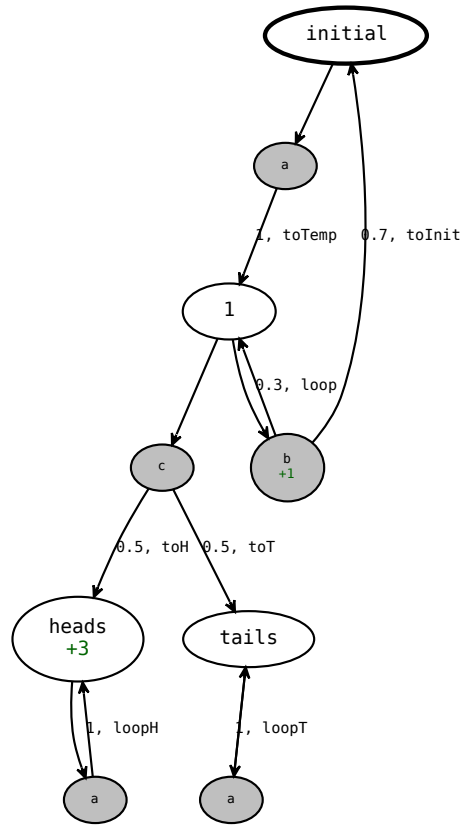 initial
a
1, toTemp
0.7, toInit
1
0.3, loop
c
b
+1
0.5, toH
0.5, toT
heads
+3
tails
1, loopH
1, loopT
a
a